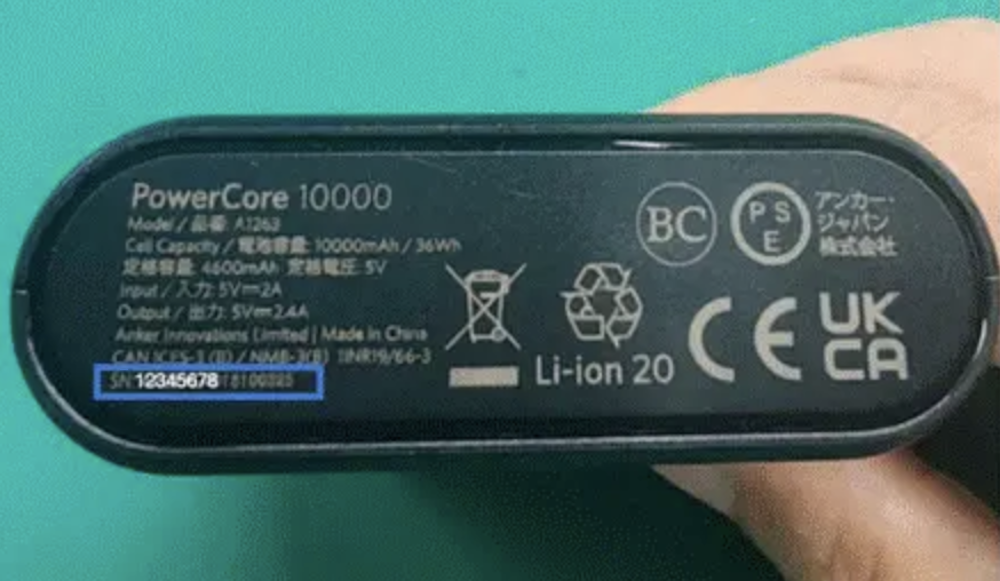 PowerCore 10000
Model / 品番: A1263
Cell Capacity / 電池容量: 10000mAh / 36Wh
定格容量: 4600mAh 定格電圧: 5V
Input / 入力: 5V⎓2A
Output / 出力: 5V⎓2.4A
Anker Innovations Limited | Made in China
CAN ICES-3 (B) / NMB-3(B) 1INR19/66-3
SN:12345678
BC
PSE
アンカー・
ジャパン
株式会社
Li-ion 20
CE
UK
CA